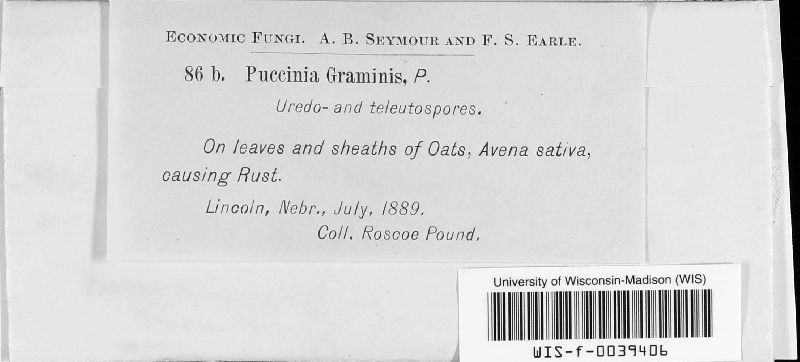 ECONOMIC FUNGI. A. B. SEYMOUR AND F. S. EARLE.
86 b. Puccinia Graminis, P.
Uredo- and teleutospores.
On leaves and sheaths of Oats, Avena sativa,
causing Rust.
Lincoln, Nebr., July, 1889.
Coll. Roscoe Pound.
University of Wisconsin-Madison (WIS)
WIS-f-0039406